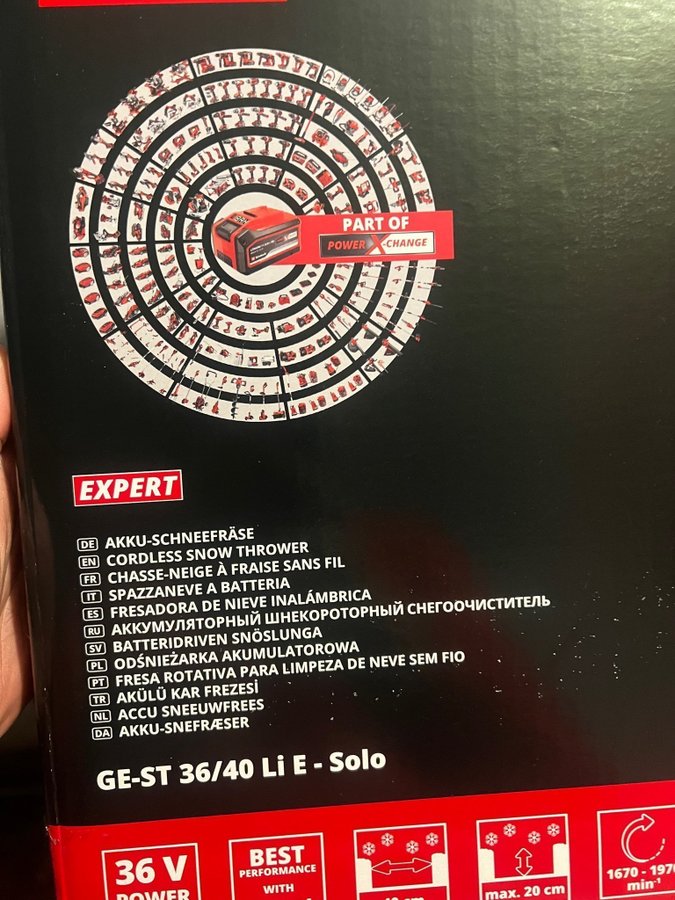 PART OF
POWER X-CHANGE
EXPERT
DE AKKU-SCHNEEFRÄSE
EN CORDLESS SNOW THROWER
FR CHASSE-NEIGE À FRAISE SANS FIL
IT SPAZZANEVE A BATTERIA
ES FRESADORA DE NIEVE INALÁMBRICA
RU АККУМУЛЯТОРНЫЙ ШНЕКОРОТОРНЫЙ СНЕГООЧИСТИТЕЛЬ
SV BATTERIDRIVEN SNÖSLUNGA
PL ODŚNIEŻARKA AKUMULATOROWA
PT FRESA ROTATIVA PARA LIMPEZA DE NEVE SEM FIO
TR AKÜLÜ KAR FREZESİ
NL ACCU SNEEUWFREES
DA AKKU-SNEFRÆSER
GE-ST 36/40 Li E - Solo
36 V
POWER
BEST
PERFORMANCE
WITH
max. 20 cm
1670 - 1970
min⁻¹